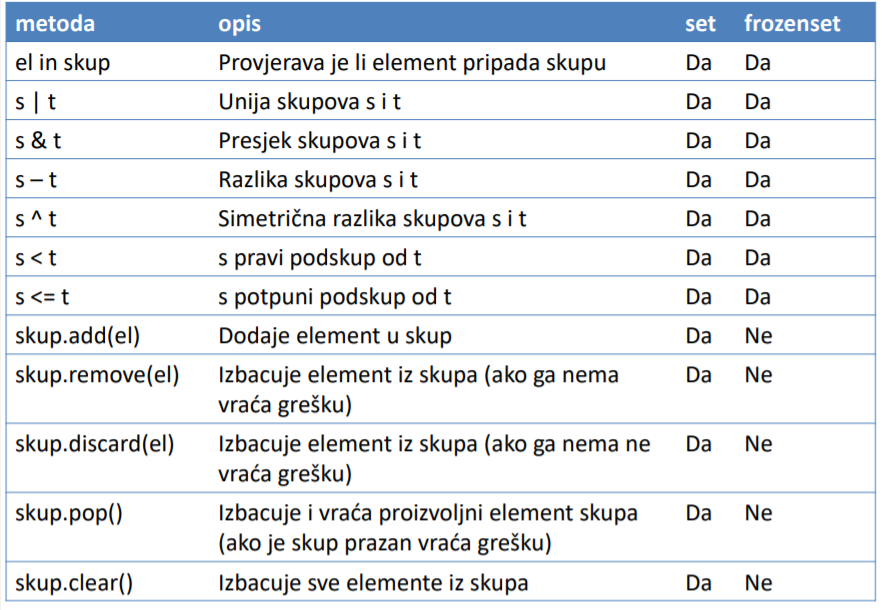 metoda opis set frozenset
el in skup Provjerava je li element pripada skupu Da Da
s | t Unija skupova s i t Da Da
s & t Presjek skupova s i t Da Da
s – t Razlika skupova s i t Da Da
s ^ t Simetrična razlika skupova s i t Da Da
s < t s pravi podskup od t Da Da
s <= t s potpuni podskup od t Da Da
skup.add(el) Dodaje element u skup Da Ne
skup.remove(el) Izbacuje element iz skupa (ako ga nema Da Ne
vraća grešku)
skup.discard(el) Izbacuje element iz skupa (ako ga nema ne Da Ne
vraća grešku)
skup.pop() Izbacuje i vraća proizvoljni element skupa Da Ne
(ako je skup prazan vraća grešku)
skup.clear() Izbacuje sve elemente iz skupa Da Ne